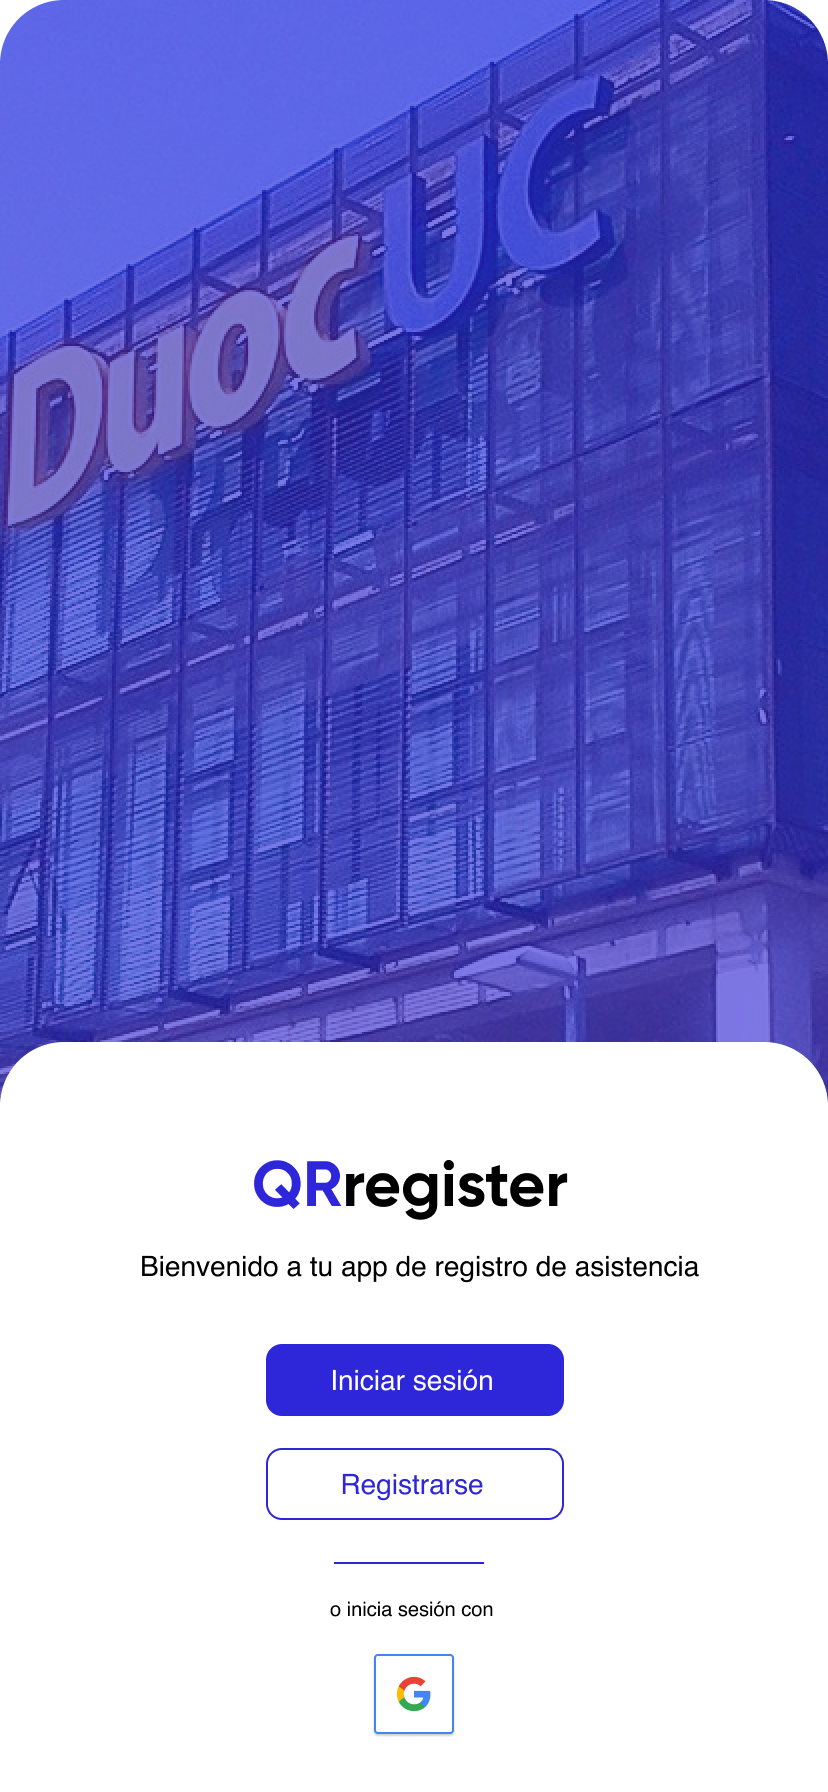 Duoc UC
QRregister
Bienvenido a tu app de registro de asistencia
Iniciar sesión
Registrarse
o inicia sesión con